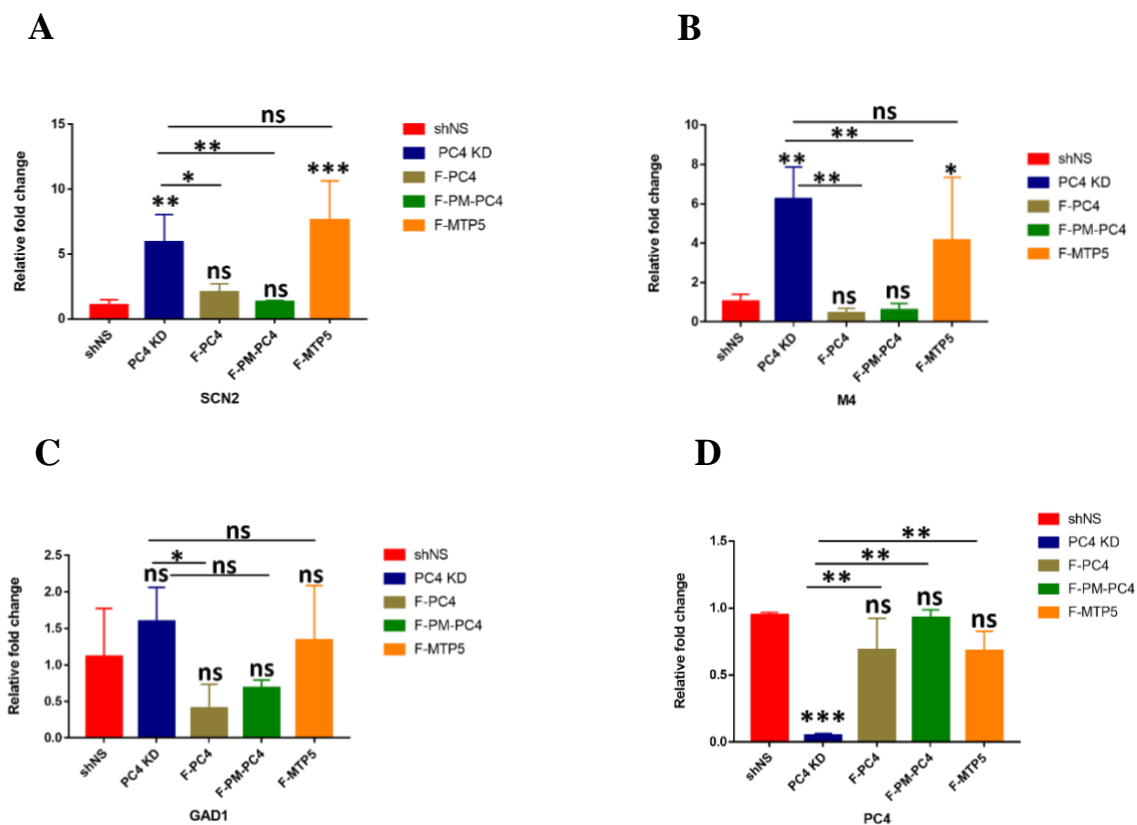 A
ns
**
*
**
ns
ns
***
Relative fold change
15
10
5
0
shNS
PC4 KD
F-PC4
F-PM-PC4
F-MTP5
SCN2
shNS
PC4 KD
F-PC4
F-PM-PC4
F-MTP5
B
ns
**
**
**
ns
ns
*
Relative fold change
10
8
6
4
2
0
shNS
PC4 KD
F-PC4
F-PM-PC4
F-MTP5
M4
shNS
PC4 KD
F-PC4
F-PM-PC4
F-MTP5
C
ns
*
ns
ns
ns
ns
ns
Relative fold change
2.5
2.0
1.5
1.0
0.5
0.0
shNS
PC4 KD
F-PC4
F-PM-PC4
F-MTP5
GAD1
shNS
PC4 KD
F-PC4
F-PM-PC4
F-MTP5
D
**
**
**
***
ns
ns
ns
Relative fold change
1.5
1.0
0.5
0.0
shNS
PC4 KD
F-PC4
F-PM-PC4
F-MTP5
PC4
shNS
PC4 KD
F-PC4
F-PM-PC4
F-MTP5